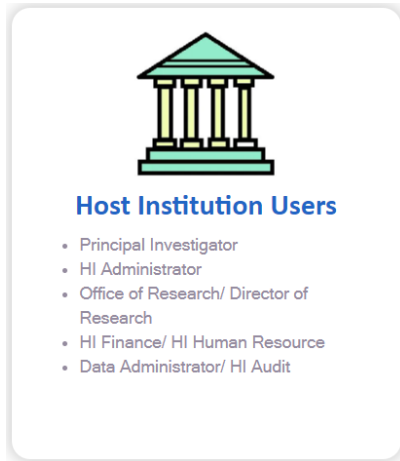 Host Institution Users
• Principal Investigator
• HI Administrator
• Office of Research/ Director of
Research
• HI Finance/ HI Human Resource
• Data Administrator/ HI Audit